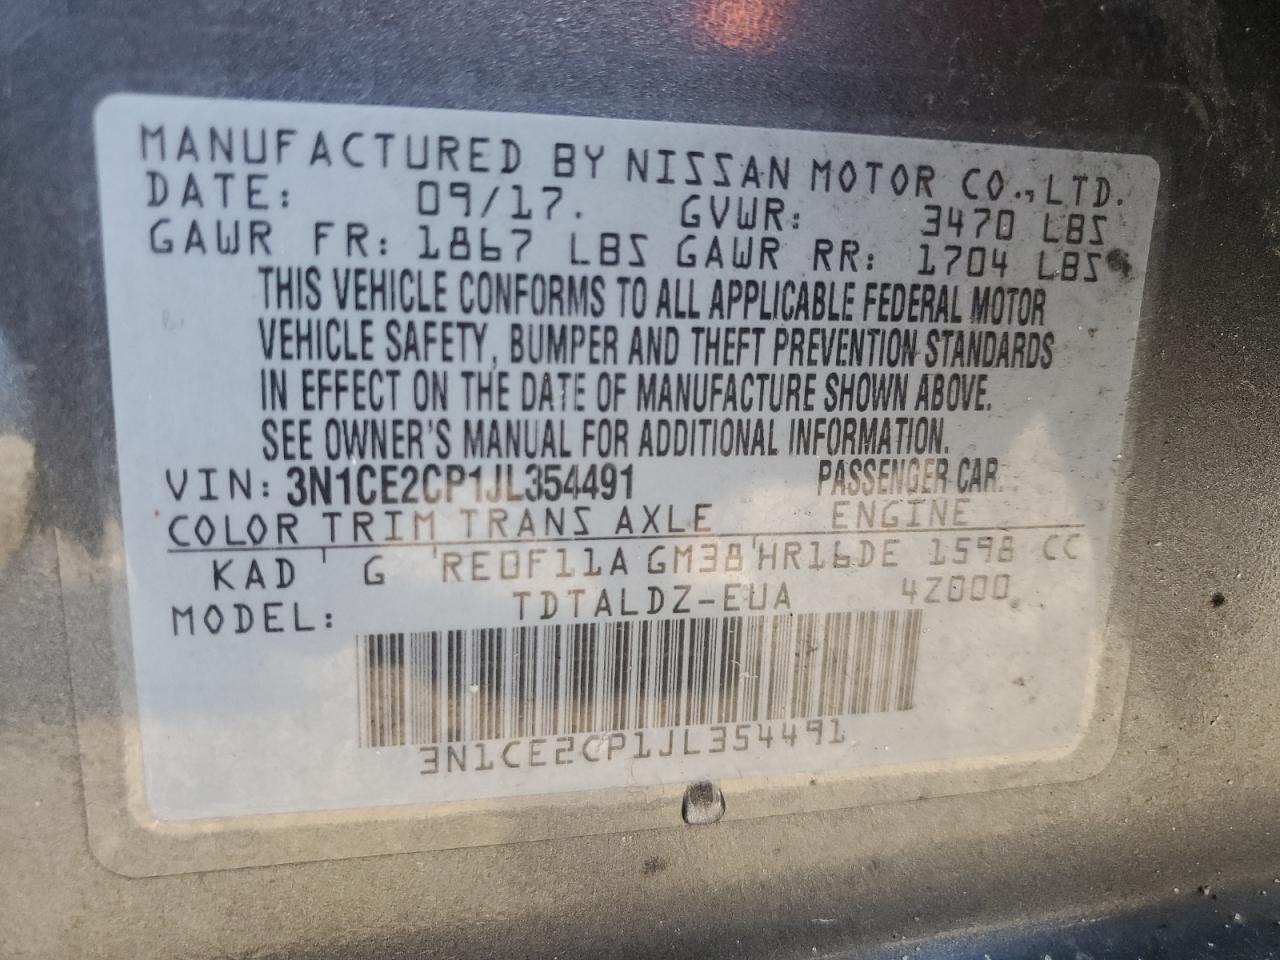 MANUFACTURED BY NISSAN MOTOR CO.,LTD.
DATE: 09/17. GVWR: 3470 LBS
GAWR FR: 1867 LBS GAWR RR: 1704 LBS
THIS VEHICLE CONFORMS TO ALL APPLICABLE FEDERAL MOTOR
VEHICLE SAFETY, BUMPER AND THEFT PREVENTION STANDARDS
IN EFFECT ON THE DATE OF MANUFACTURE SHOWN ABOVE.
SEE OWNER'S MANUAL FOR ADDITIONAL INFORMATION.
VIN: 3N1CE2CP1JL354491 PASSENGER CAR
COLOR TRIM TRANS AXLE ENGINE
KAD G RE0F11A GM38 HR16DE 1598 CC
MODEL: TDTALDZ-EUA 4Z000
3N1CE2CP1JL354491